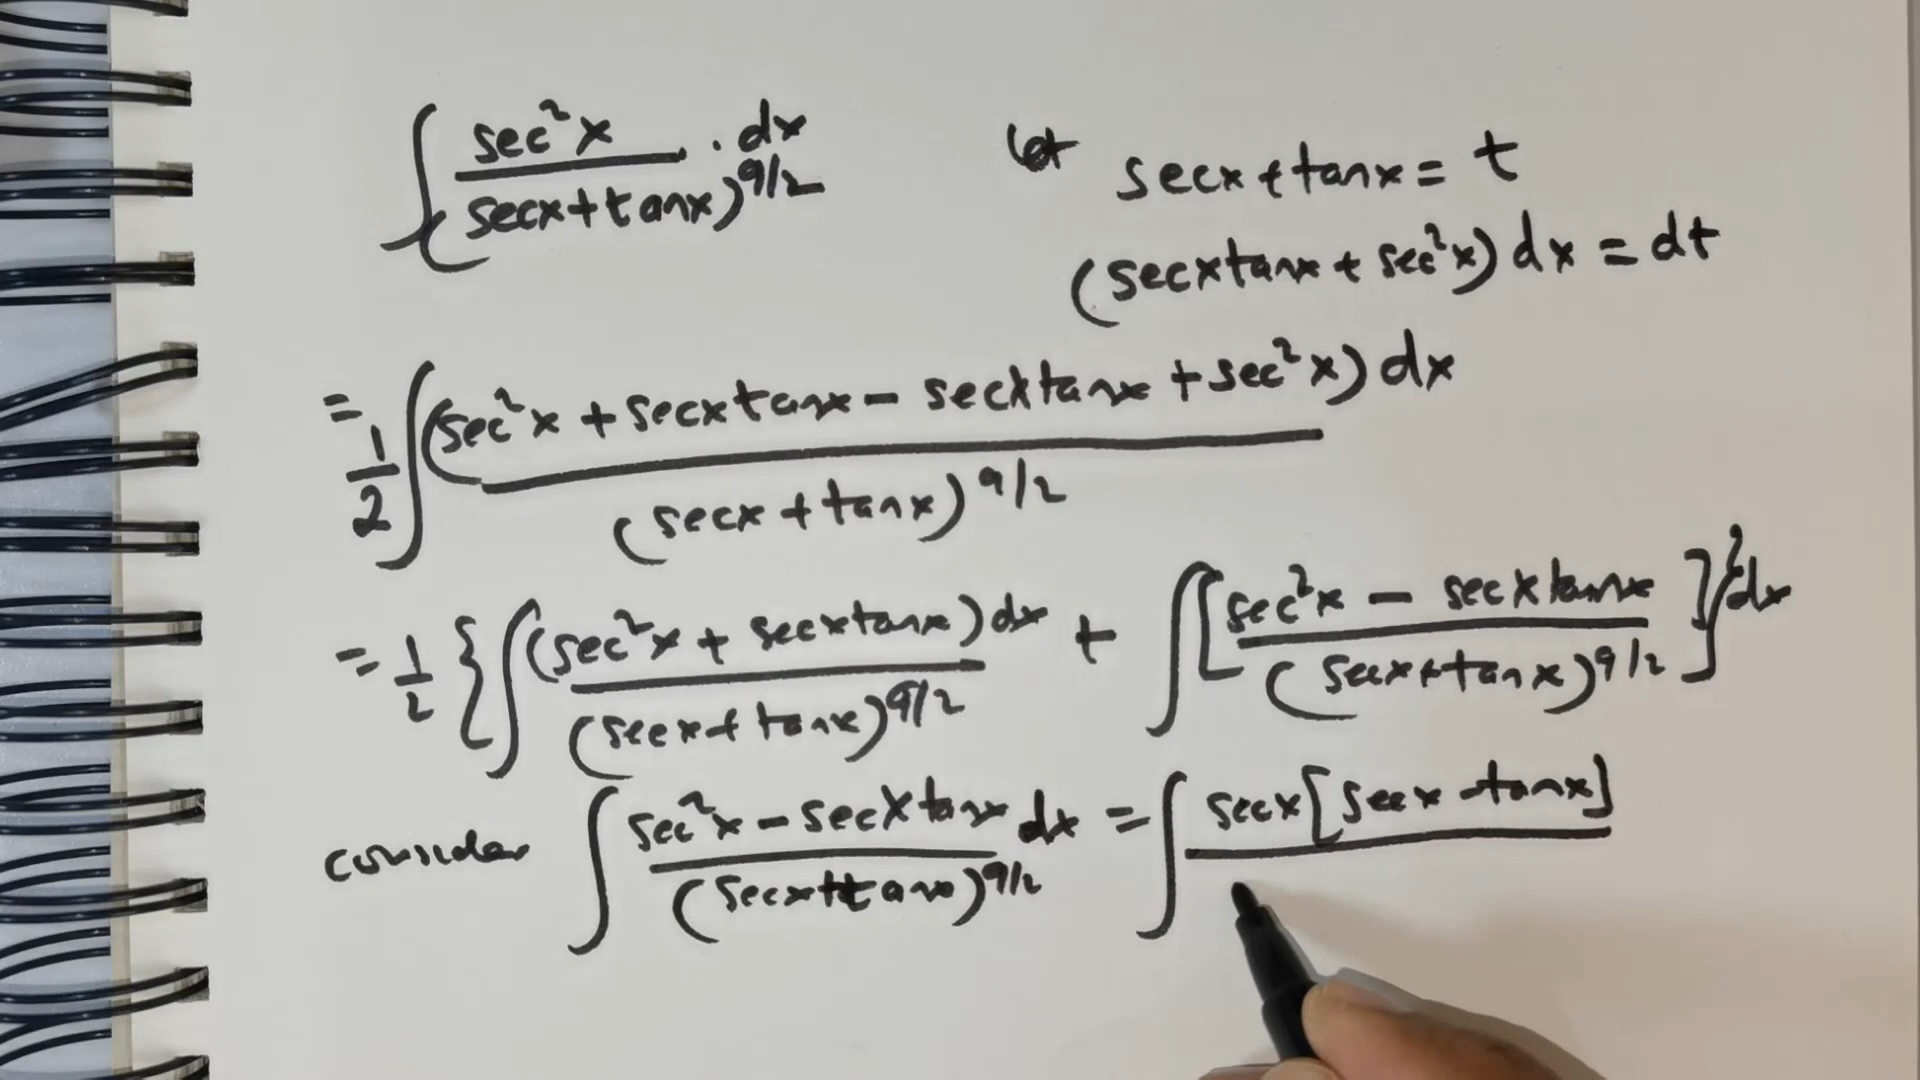 ∫ sec²x / (secx+tanx)^9/2 . dx
let secx+tanx = t
(secxtanx + sec²x) dx = dt
= 1/2 ∫ (sec²x + secxtanx - secxtanx + sec²x) dx / (secx+tanx)^9/2
= 1/2 { ∫ (sec²x + secxtanx) dx / (secx+tanx)^9/2 + ∫ [ sec²x - secxtanx / (secx+tanx)^9/2 ] dx }
consider ∫ sec²x - secxtanx / (secx+tanx)^9/2 dx = ∫ secx[secx-tanx]